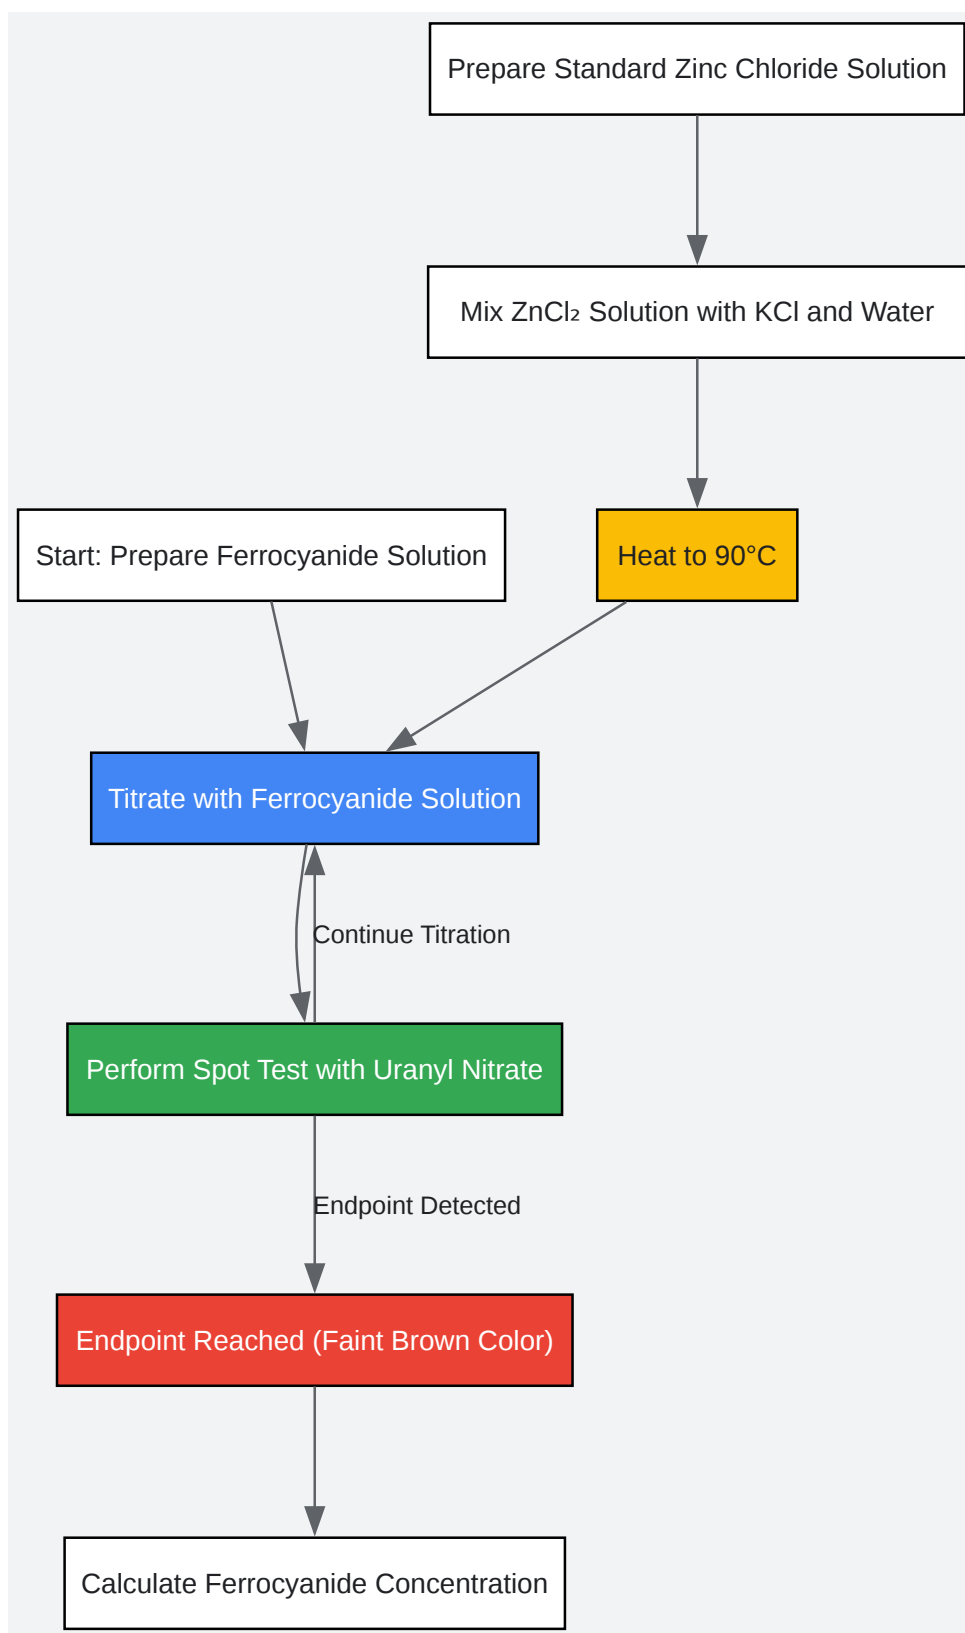 Prepare Standard Zinc Chloride Solution
Mix ZnCl₂ Solution with KCl and Water
Start: Prepare Ferrocyanide Solution
Heat to 90°C
Titrate with Ferrocyanide Solution
Continue Titration
Perform Spot Test with Uranyl Nitrate
Endpoint Detected
Endpoint Reached (Faint Brown Color)
Calculate Ferrocyanide Concentration